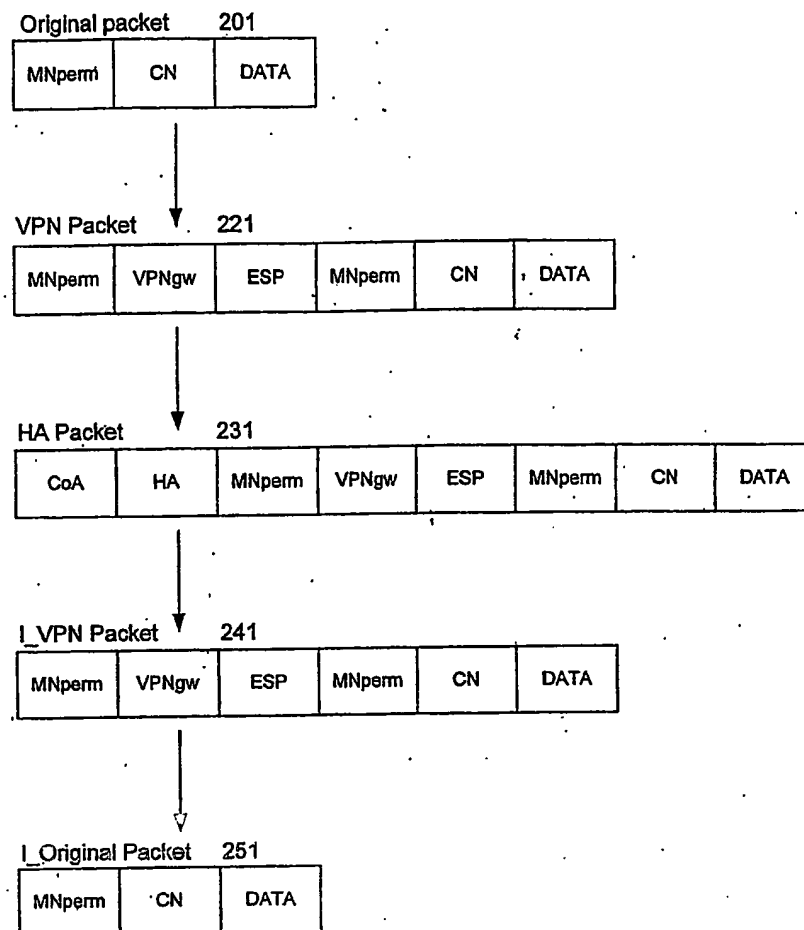 Original packet 201
MNperm CN DATA
VPN Packet 221
MNperm VPNgw ESP MNperm CN DATA
HA Packet 231
CoA HA MNperm VPNgw ESP MNperm CN DATA
I_VPN Packet 241
MNperm VPNgw ESP MNperm CN DATA
I_Original Packet 251
MNperm CN DATA